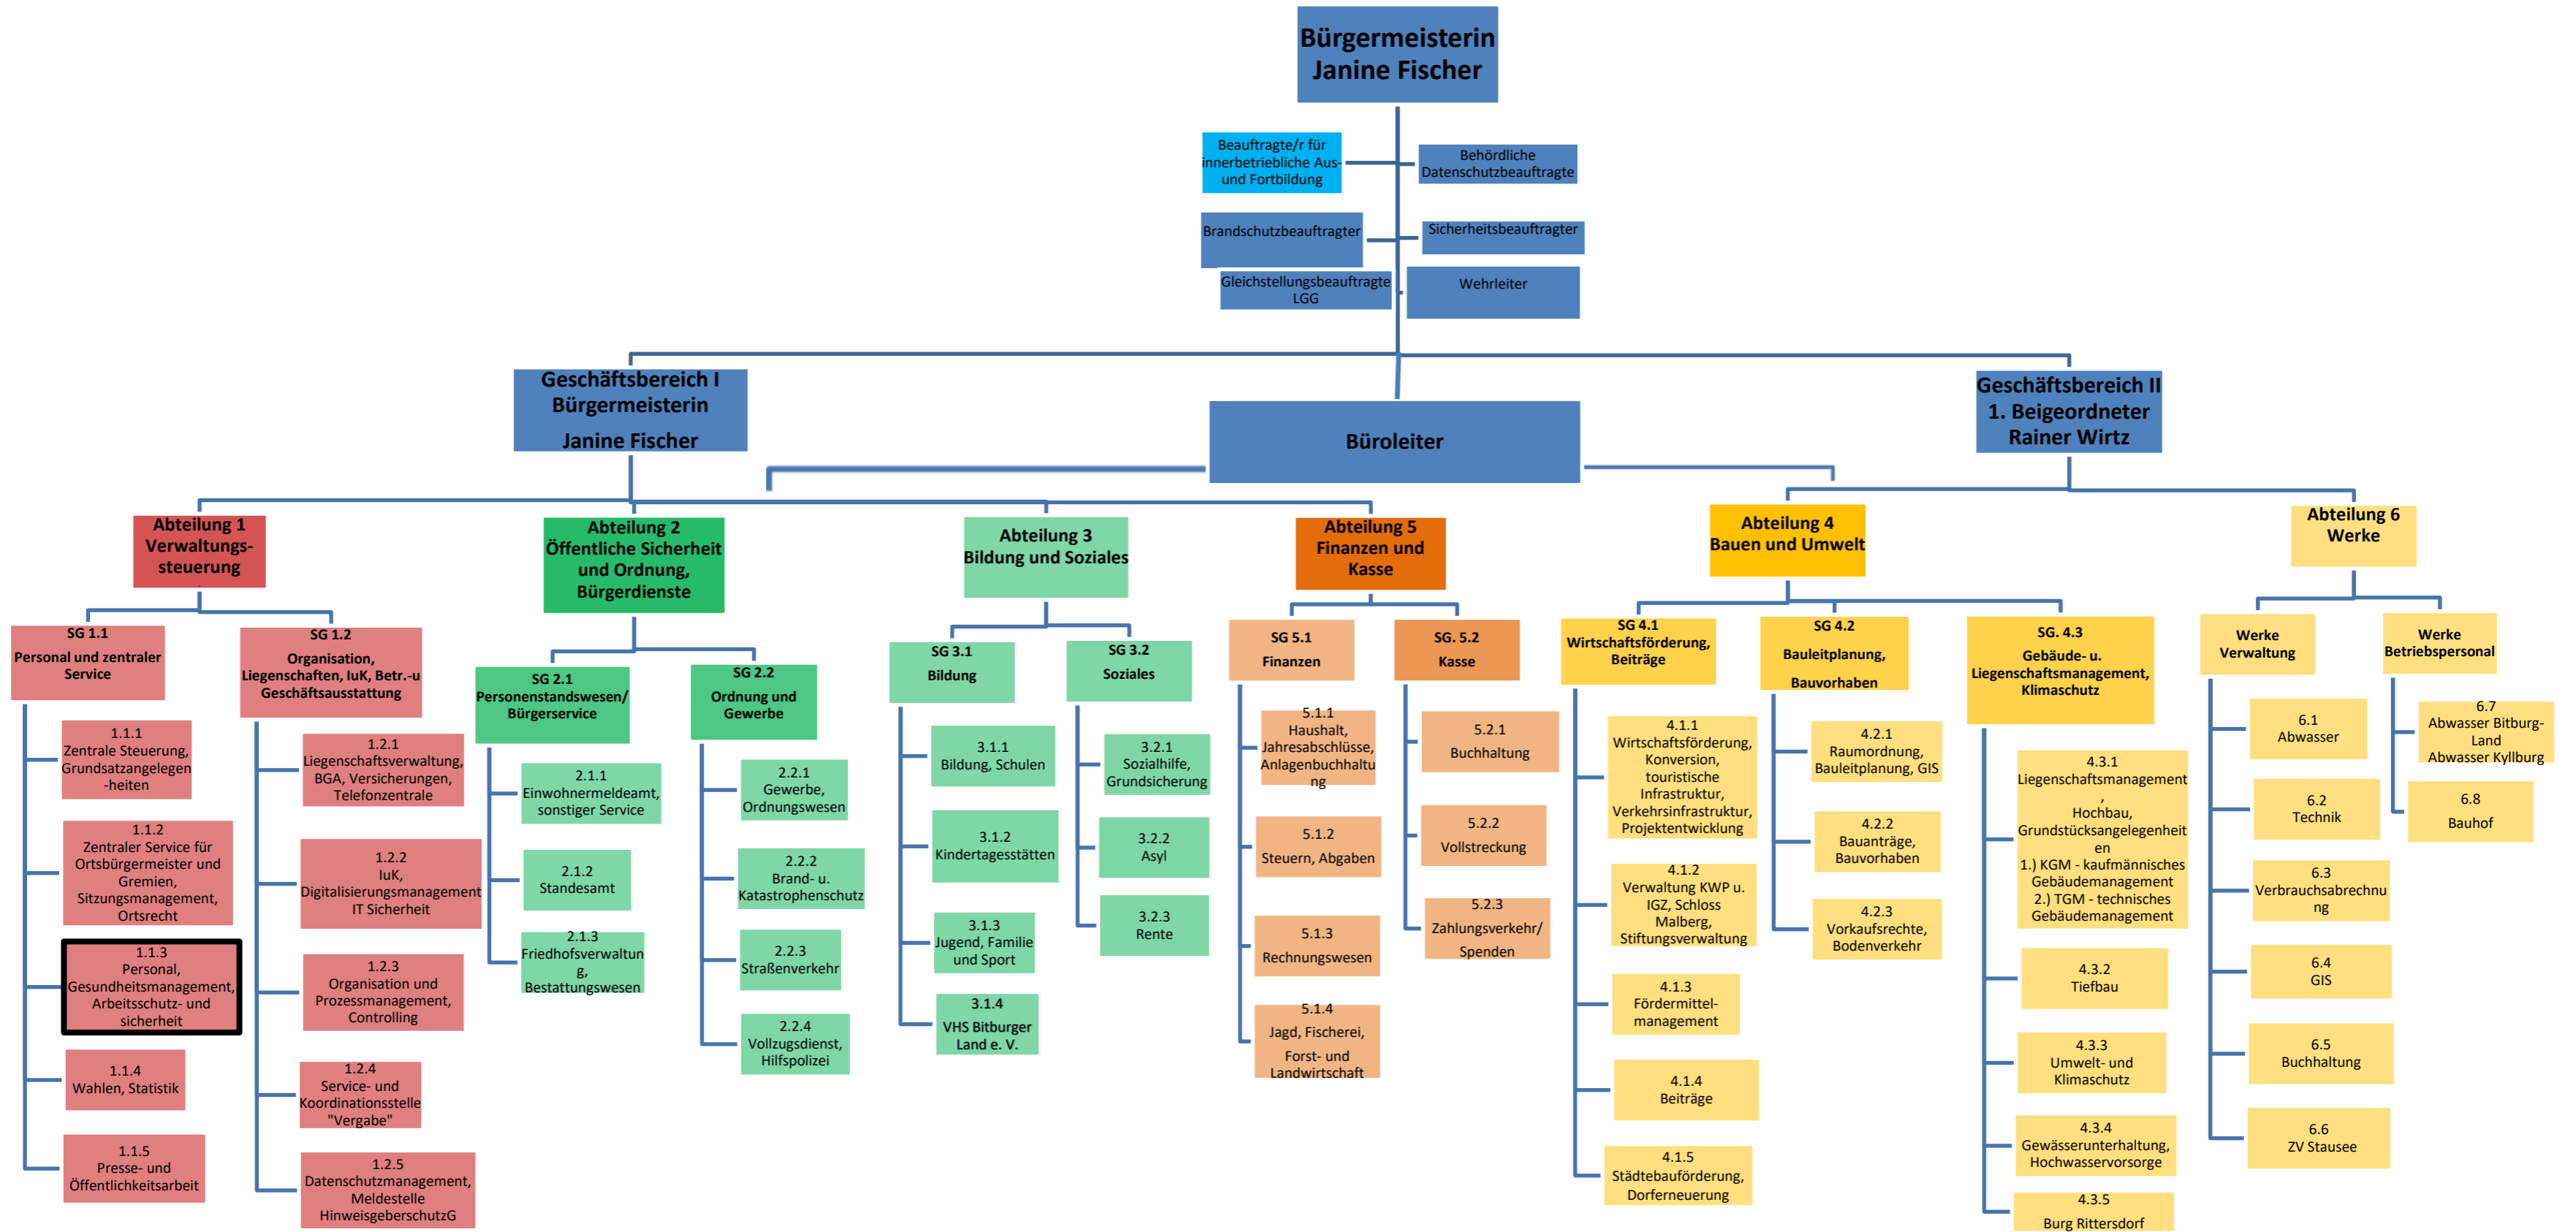 Bürgermeisterin
Janine Fischer
Beauftragte/r für
innerbetriebliche Aus-
und Fortbildung
Behördliche
Datenschutzbeauftragte
Brandschutzbeauftragter
Sicherheitsbeauftragter
Gleichstellungsbeauftragte
LGG
Wehrleiter
Geschäftsbereich I
Bürgermeisterin
Janine Fischer
Büroleiter
Geschäftsbereich II
1. Beigeordneter
Rainer Wirtz
Abteilung 1
Verwaltungs-
steuerung
SG 1.1
Personal und zentraler
Service
1.1.1
Zentrale Steuerung,
Grundsatzangelegen
-heiten
1.1.2
Zentraler Service für
Ortsbürgermeister und
Gremien,
Sitzungsmanagement,
Ortsrecht
1.1.3
Personal,
Gesundheitsmanagement,
Arbeitsschutz- und
sicherheit
1.1.4
Wahlen, Statistik
1.1.5
Presse- und
Öffentlichkeitsarbeit
SG 1.2
Organisation,
Liegenschaften, IuK, Betr.-u
Geschäftsausstattung
1.2.1
Liegenschaftsverwaltung,
BGA, Versicherungen,
Telefonzentrale
1.2.2
IuK,
Digitalisierungsmanagement
IT Sicherheit
1.2.3
Organisation und
Prozessmanagement,
Controlling
1.2.4
Service- und
Koordinationsstelle
"Vergabe"
1.2.5
Datenschutzmanagement,
Meldestelle
HinweisgeberschutzG
Abteilung 2
Öffentliche Sicherheit
und Ordnung,
Bürgerdienste
SG 2.1
Personenstandswesen/
Bürgerservice
2.1.1
Einwohnermeldeamt,
sonstiger Service
2.1.2
Standesamt
2.1.3
Friedhofsverwaltun
g,
Bestattungswesen
SG 2.2
Ordnung und
Gewerbe
2.2.1
Gewerbe,
Ordnungswesen
2.2.2
Brand- u.
Katastrophenschutz
2.2.3
Straßenverkehr
2.2.4
Vollzugsdienst,
Hilfspolizei
Abteilung 3
Bildung und Soziales
SG 3.1
Bildung
3.1.1
Bildung, Schulen
3.1.2
Kindertagesstätten
3.1.3
Jugend, Familie
und Sport
3.1.4
VHS Bitburger
Land e. V.
SG 3.2
Soziales
3.2.1
Sozialhilfe,
Grundsicherung
3.2.2
Asyl
3.2.3
Rente
Abteilung 5
Finanzen und
Kasse
SG 5.1
Finanzen
5.1.1
Haushalt,
Jahresabschlüsse,
Anlagenbuchhaltu
ng
5.1.2
Steuern, Abgaben
5.1.3
Rechnungswesen
5.1.4
Jagd, Fischerei,
Forst- und
Landwirtschaft
SG. 5.2
Kasse
5.2.1
Buchhaltung
5.2.2
Vollstreckung
5.2.3
Zahlungsverkehr/
Spenden
Abteilung 4
Bauen und Umwelt
SG 4.1
Wirtschaftsförderung,
Beiträge
4.1.1
Wirtschaftsförderung,
Konversion,
touristische
Infrastruktur,
Verkehrsinfrastruktur,
Projektentwicklung
4.1.2
Verwaltung KWP u.
IGZ, Schloss
Malberg,
Stiftungsverwaltung
4.1.3
Fördermittel-
management
4.1.4
Beiträge
4.1.5
Städtebauförderung,
Dorferneuerung
SG 4.2
Bauleitplanung,
Bauvorhaben
4.2.1
Raumordnung,
Bauleitplanung, GIS
4.2.2
Bauanträge,
Bauvorhaben
4.2.3
Vorkaufsrechte,
Bodenverkehr
SG. 4.3
Gebäude- u.
Liegenschaftsmanagement,
Klimaschutz
4.3.1
Liegenschaftsmanagement
,
Hochbau,
Grundstücksangelegenheit
en
1.) KGM - kaufmännisches
Gebäudemanagement
2.) TGM - technisches
Gebäudemanagement
4.3.2
Tiefbau
4.3.3
Umwelt- und
Klimaschutz
4.3.4
Gewässerunterhaltung,
Hochwasservorsorge
4.3.5
Burg Rittersdorf
Abteilung 6
Werke
Werke
Verwaltung
6.1
Abwasser
6.2
Technik
6.3
Verbrauchsabrechnu
ng
6.4
GIS
6.5
Buchhaltung
6.6
ZV Stausee
Werke
Betriebspersonal
6.7
Abwasser Bitburg-
Land
Abwasser Kyllburg
6.8
Bauhof